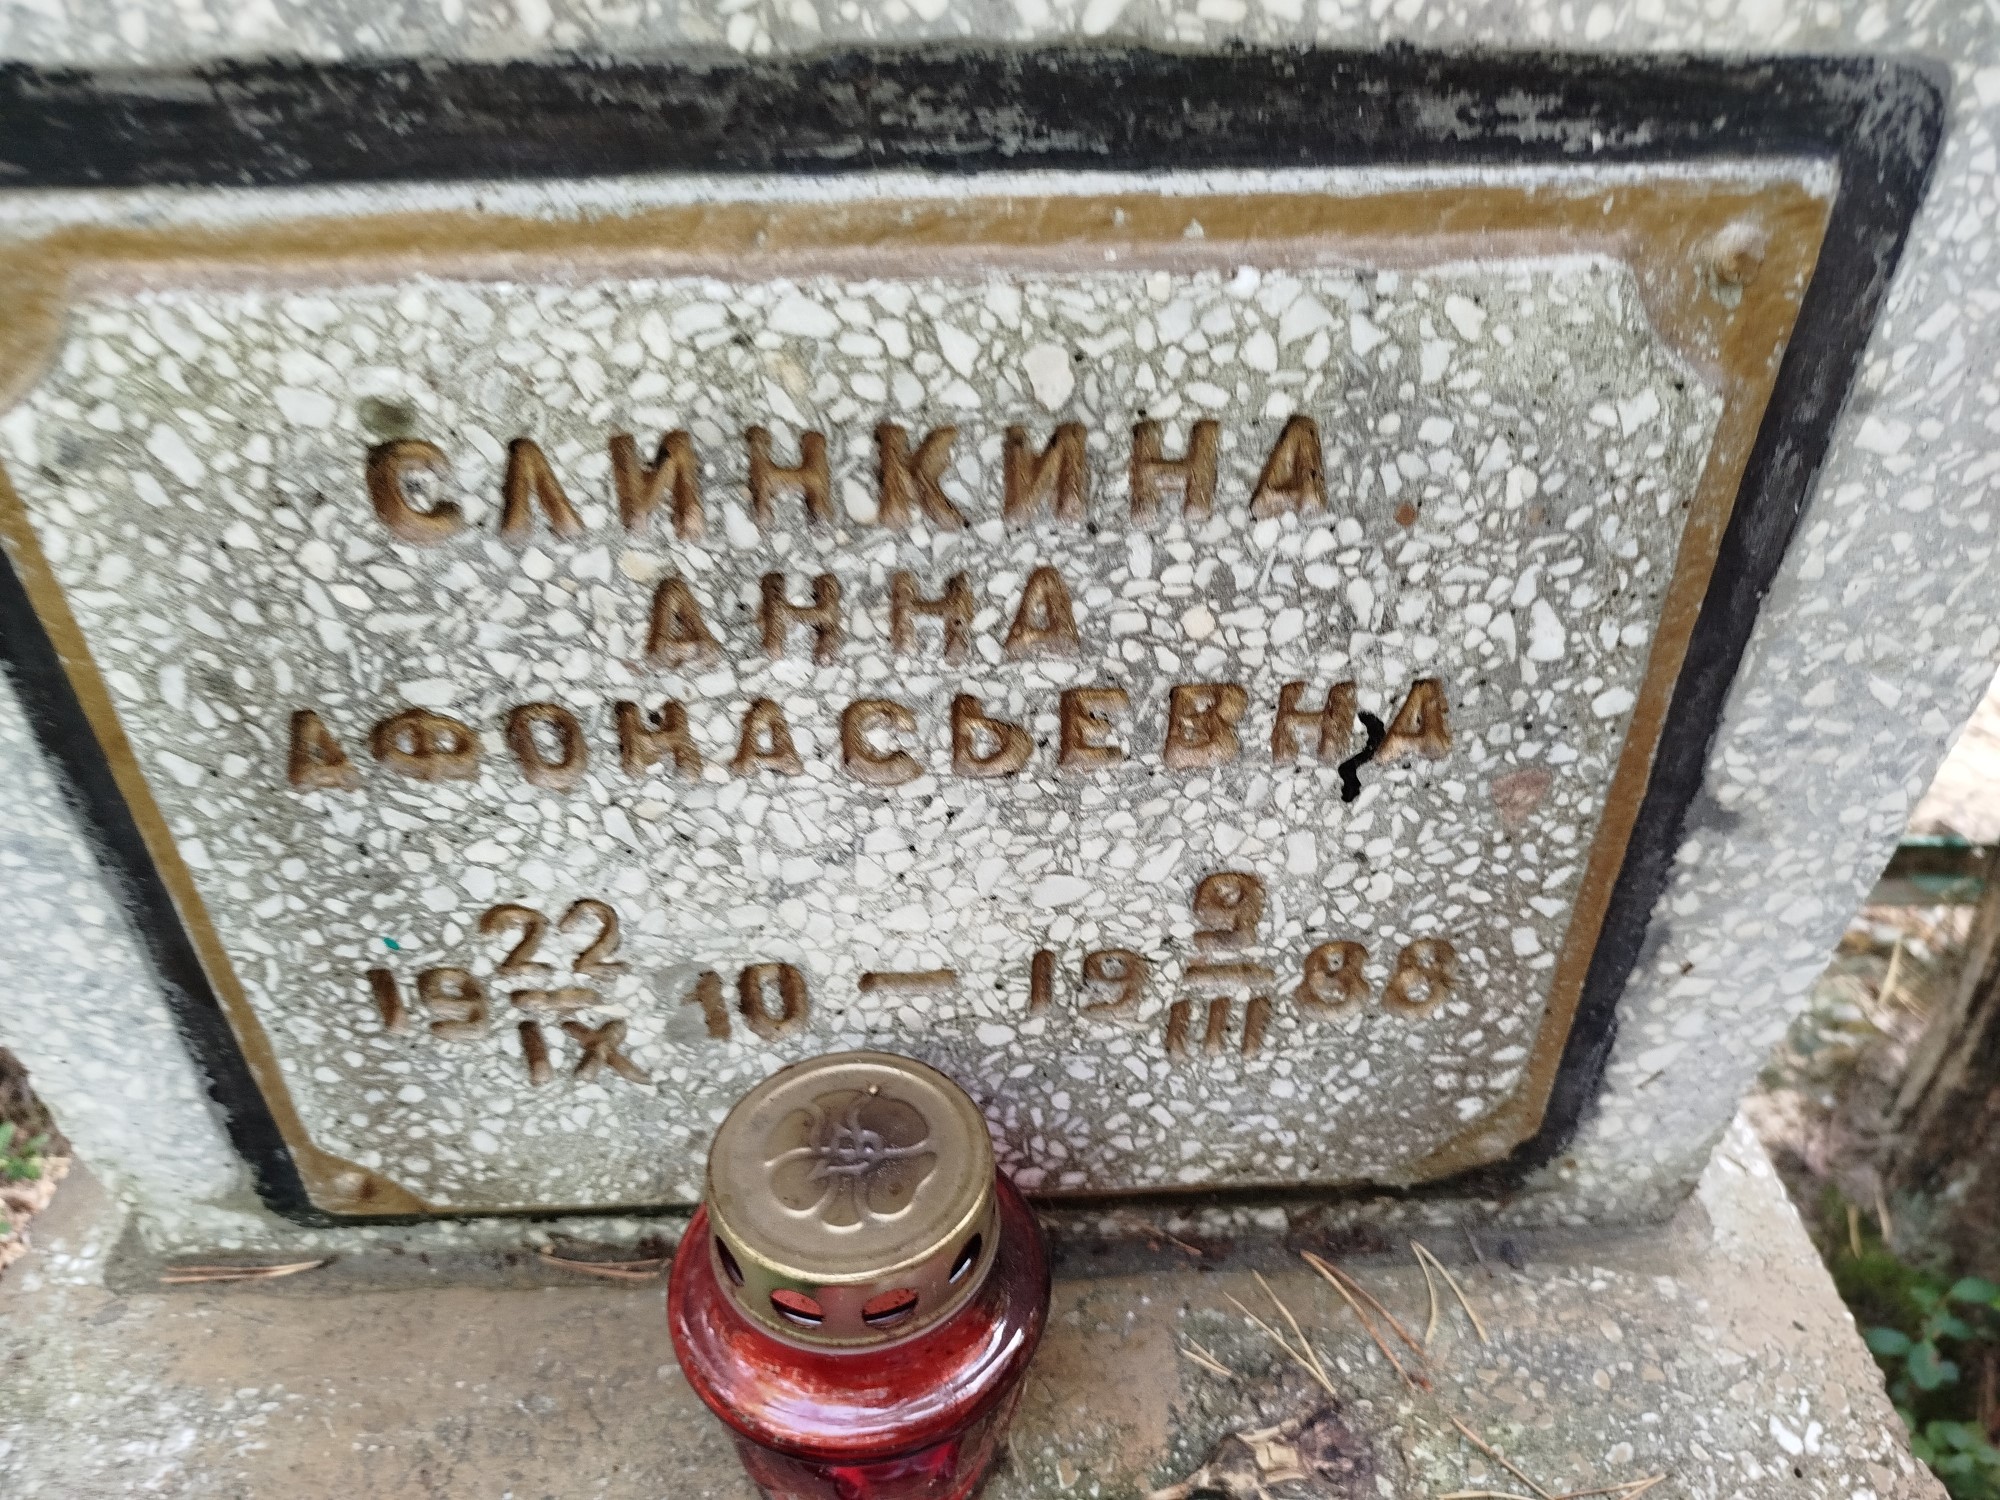 СЛИНКИНА
АННА
АФОНАСЬЕВНА
19 22/IX 10 — 19 9/III 88